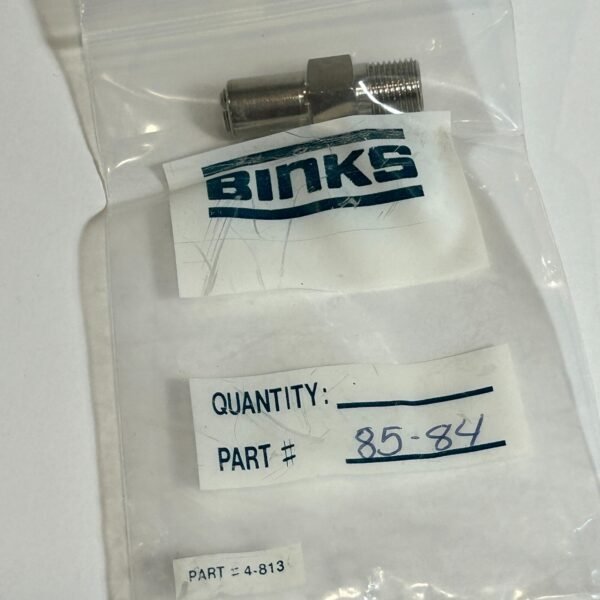 BINKS
QUANTITY:
PART # 85-84
PART # 4-813